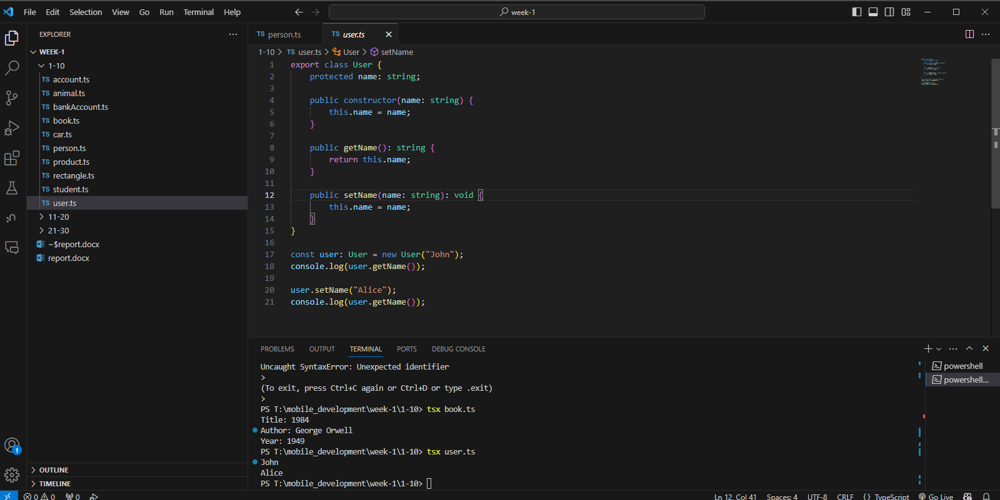 File Edit Selection View Go Run Terminal Help
week-1
EXPLORER
WEEK-1
1-10
TS account.ts
TS animal.ts
TS bankAccount.ts
TS book.ts
TS car.ts
TS person.ts
TS product.ts
TS rectangle.ts
TS student.ts
TS user.ts
11-20
21-30
~$report.docx
report.docx
OUTLINE
TIMELINE
TS person.ts
TS user.ts
1-10 > TS user.ts > User > setName
1 export class User {
2 protected name: string;
3
4 public constructor(name: string) {
5 this.name = name;
6 }
7
8 public getName(): string {
9 return this.name;
10 }
11
12 public setName(name: string): void {
13 this.name = name;
14 }
15 }
16
17 const user: User = new User("John");
18 console.log(user.getName());
19
20 user.setName("Alice");
21 console.log(user.getName());
PROBLEMS OUTPUT TERMINAL PORTS DEBUG CONSOLE
Uncaught SyntaxError: Unexpected identifier
>
(To exit, press Ctrl+C again or Ctrl+D or type .exit)
>
PS T:\mobile_development\week-1\1-10> tsx book.ts
Title: 1984
Author: George Orwell
Year: 1949
PS T:\mobile_development\week-1\1-10> tsx user.ts
John
Alice
PS T:\mobile_development\week-1\1-10>
powershell
powershell...
1
0 0 0
Ln 12, Col 41 Spaces: 4 UTF-8 CRLF {} TypeScript Go Live